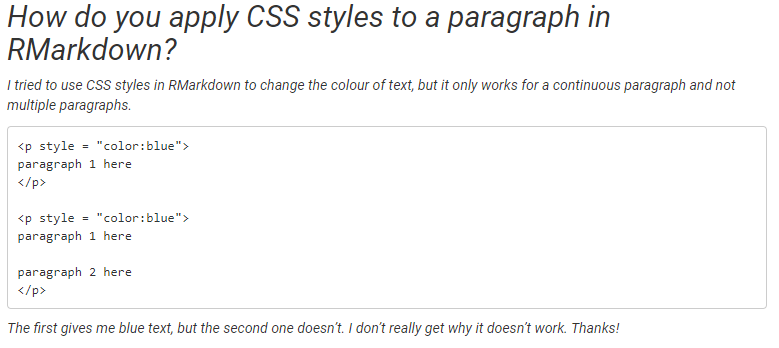 How do you apply CSS styles to a paragraph in
RMarkdown?
I tried to use CSS styles in RMarkdown to change the colour of text, but it only works for a continuous paragraph and not
multiple paragraphs.
<p style = "color:blue">
paragraph 1 here
</p>
<p style = "color:blue">
paragraph 1 here
paragraph 2 here
</p>
The first gives me blue text, but the second one doesn't. I don't really get why it doesn't work. Thanks!